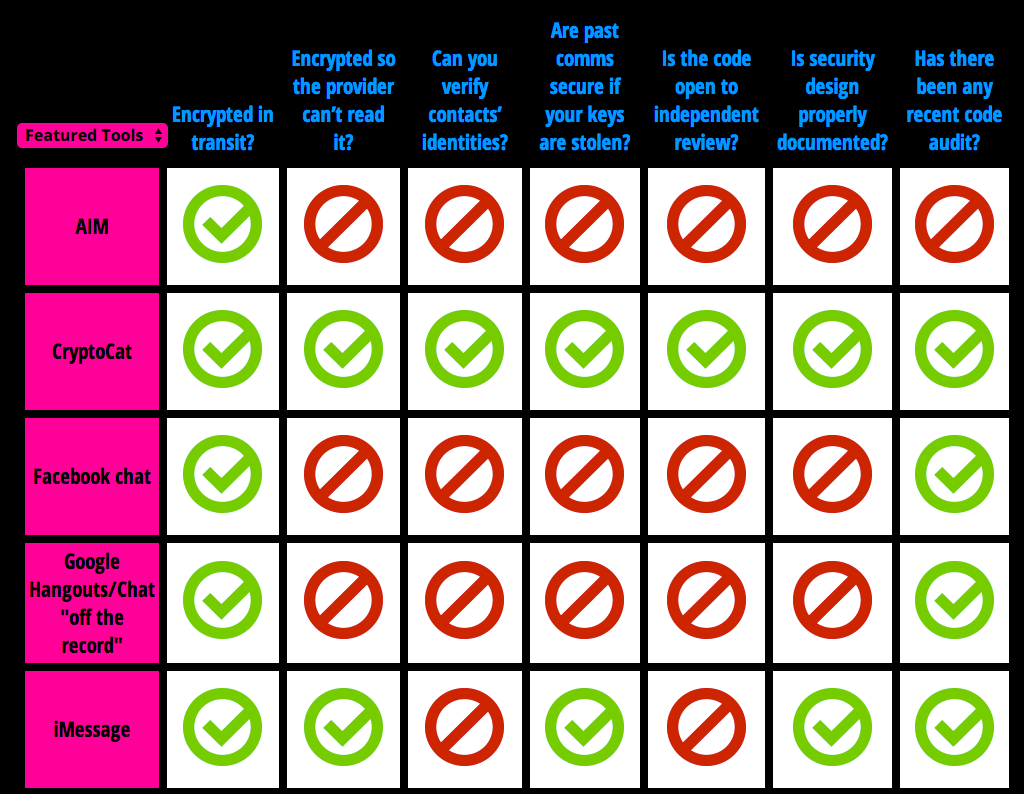 Featured Tools
Encrypted in
transit?
Encrypted so
the provider
can’t read
it?
Can you
verify
contacts’
identities?
Are past
comms
secure if
your keys
are stolen?
Is the code
open to
independent
review?
Is security
design
properly
documented?
Has there
been any
recent code
audit?
AIM
CryptoCat
Facebook chat
Google
Hangouts/Chat
"off the
record"
iMessage